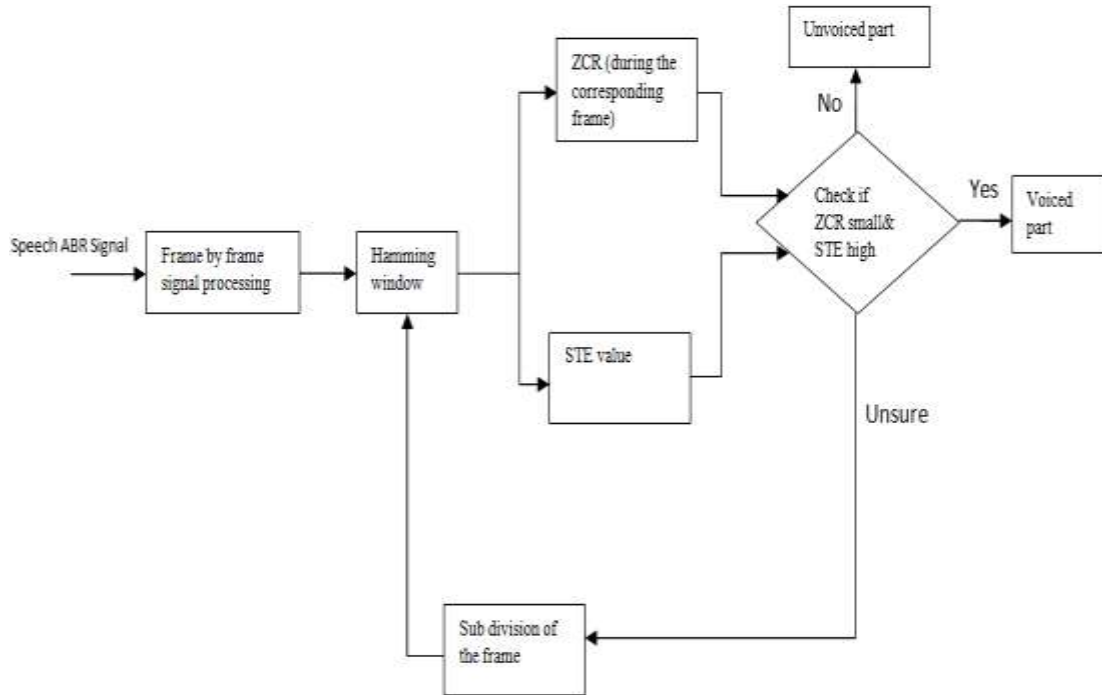 Unvoiced part
ZCR (during the
corresponding
frame)
No
Check if
ZCR small&
STE high
Yes
Voiced
part
Speech ABR Signal
Frame by frame
signal processing
Hamming
window
STE value
Unsure
Sub division of
the frame